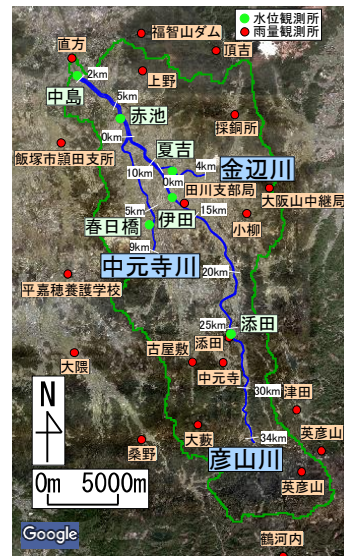 水位観測所
雨量観測所
福智山ダム
直方
頂吉
2km
上野
中島
5km
赤池
採銅所
0km
夏吉
飯塚市頴田支所
4km
金辺川
10km
0km
田川支部局
大阪山中継局
5km
伊田
15km
小柳
春日橋
9km
中元寺川
20km
平嘉穂養護学校
25km
添田
添田
古屋敷
大隈
中元寺
30km
津田
N
大藪
英彦山
桑野
34km
彦山川
0m 5000m
英彦山
Google
鶴河内